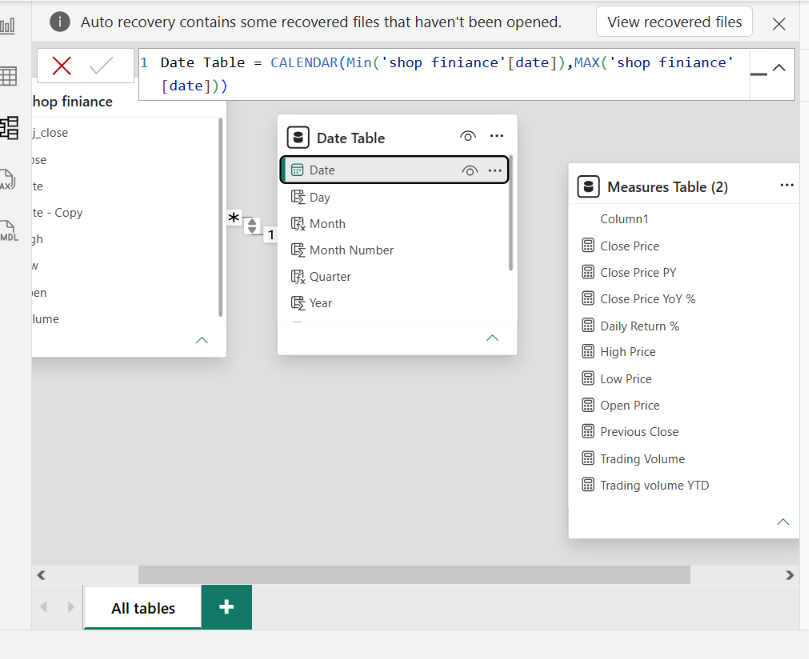 Auto recovery contains some recovered files that haven't been opened.
View recovered files
1 Date Table = CALENDAR(Min('shop finiance'[date]),MAX('shop finiance'
[date]))
hop finiance
j_close
ose
te
te - Copy
gh
w
en
lume
*
1
Date Table
Date
Day
Month
Month Number
Quarter
Year
Measures Table (2)
Column1
Close Price
Close Price PY
Close Price YoY %
Daily Return %
High Price
Low Price
Open Price
Previous Close
Trading Volume
Trading volume YTD
AX
MDL
All tables
+